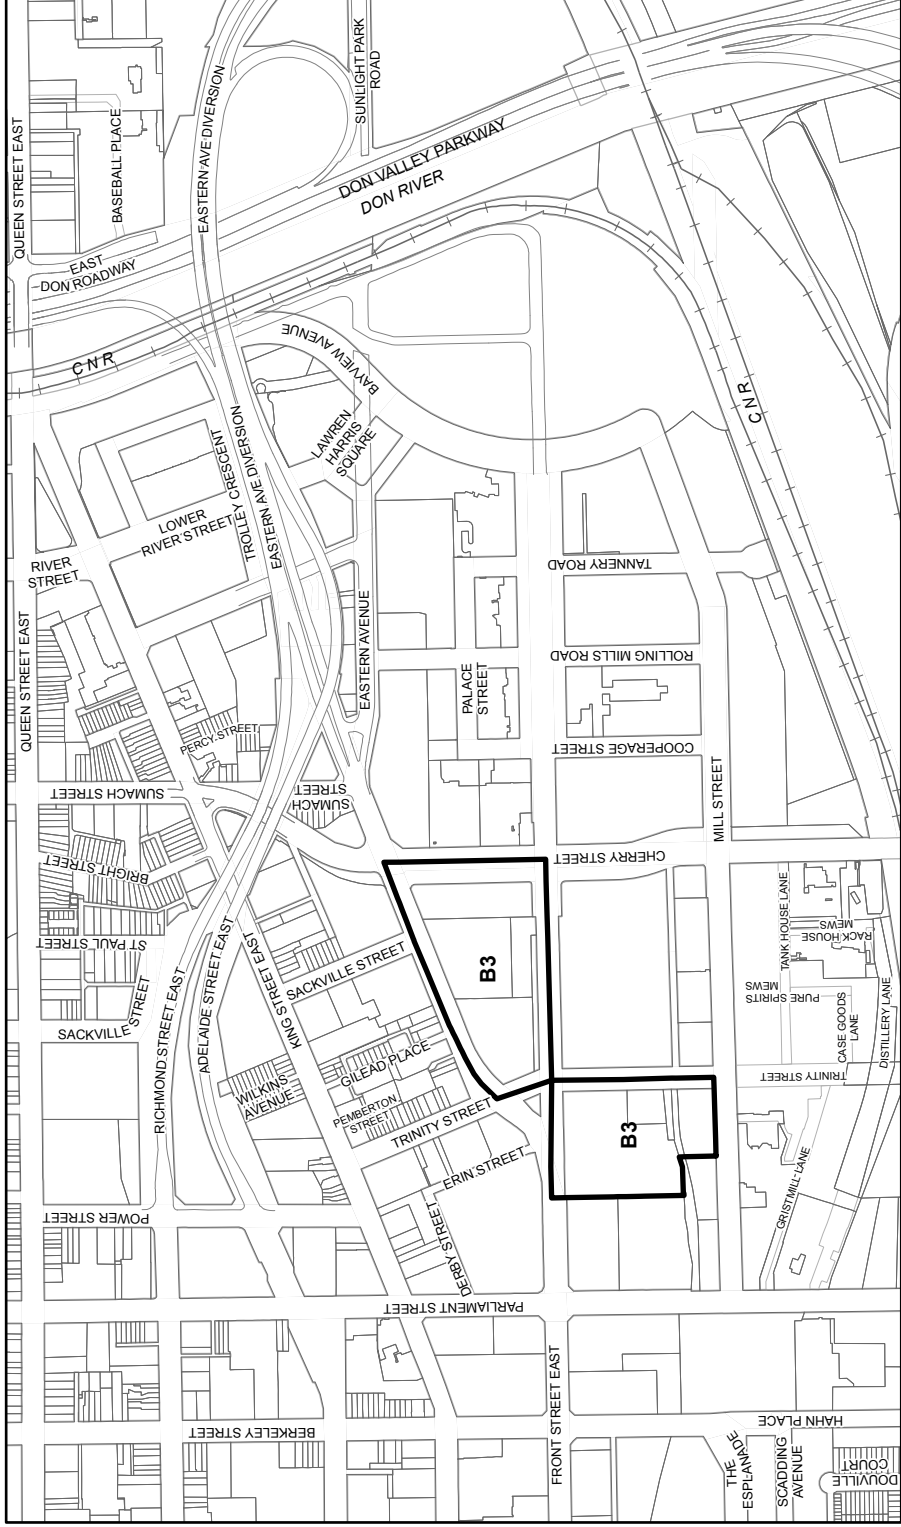 QUEEN STREET EAST
BASEBALL PLACE
EASTERN AVE DIVERSION
SUNLIGHT PARK
ROAD
DON VALLEY PARKWAY
DON RIVER
EAST
DON ROADWAY
C N R
BAYVIEW AVENUE
LAWREN
HARRIS
SQUARE
TROLLEY CRESCENT
EASTERN AVE DIVERSION
LOWER
RIVER STREET
RIVER
STREET
QUEEN STREET EAST
C N R
TANNERY ROAD
EASTERN AVENUE
PALACE
STREET
ROLLING MILLS ROAD
COOPERAGE STREET
MILL STREET
PERCY STREET
SUMACH STREET
SUMACH
STREET
BRIGHT STREET
ST PAUL STREET
CHERRY STREET
SACKVILLE STREET
RICHMOND STREET EAST
ADELAIDE STREET EAST
KING STREET EAST
SACKVILLE STREET
B3
TANK HOUSE LANE
RACK HOUSE
MEWS
PURE SPIRITS
MEWS
CASE GOODS
LANE
DISTILLERY LANE
TRINITY STREET
WILKINS
AVENUE
GILEAD PLACE
PEMBERTON
STREET
TRINITY STREET
ERIN STREET
B3
GRISTMILL LANE
POWER STREET
DERBY STREET
PARLIAMENT STREET
FRONT STREET EAST
BERKELEY STREET
HAHN PLACE
THE
ESPLANADE
SCADDING
AVENUE
DOUVILLE
COURT